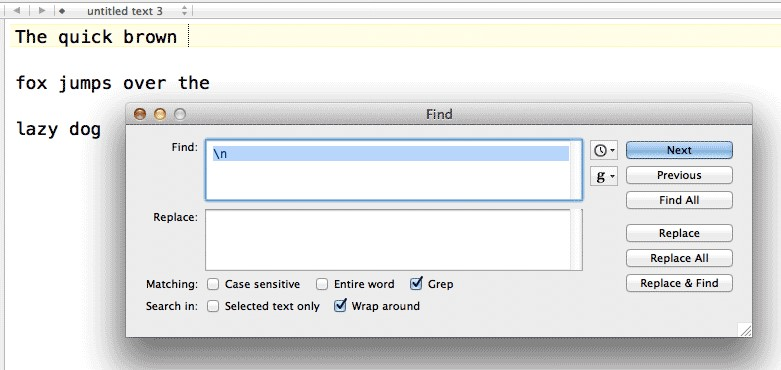 untitled text 3
The quick brown
fox jumps over the
lazy dog
Find
Find: \n
Next
g
Previous
Find All
Replace:
Replace
Replace All
Replace & Find
Matching: Case sensitive Entire word Grep
Search in: Selected text only Wrap around